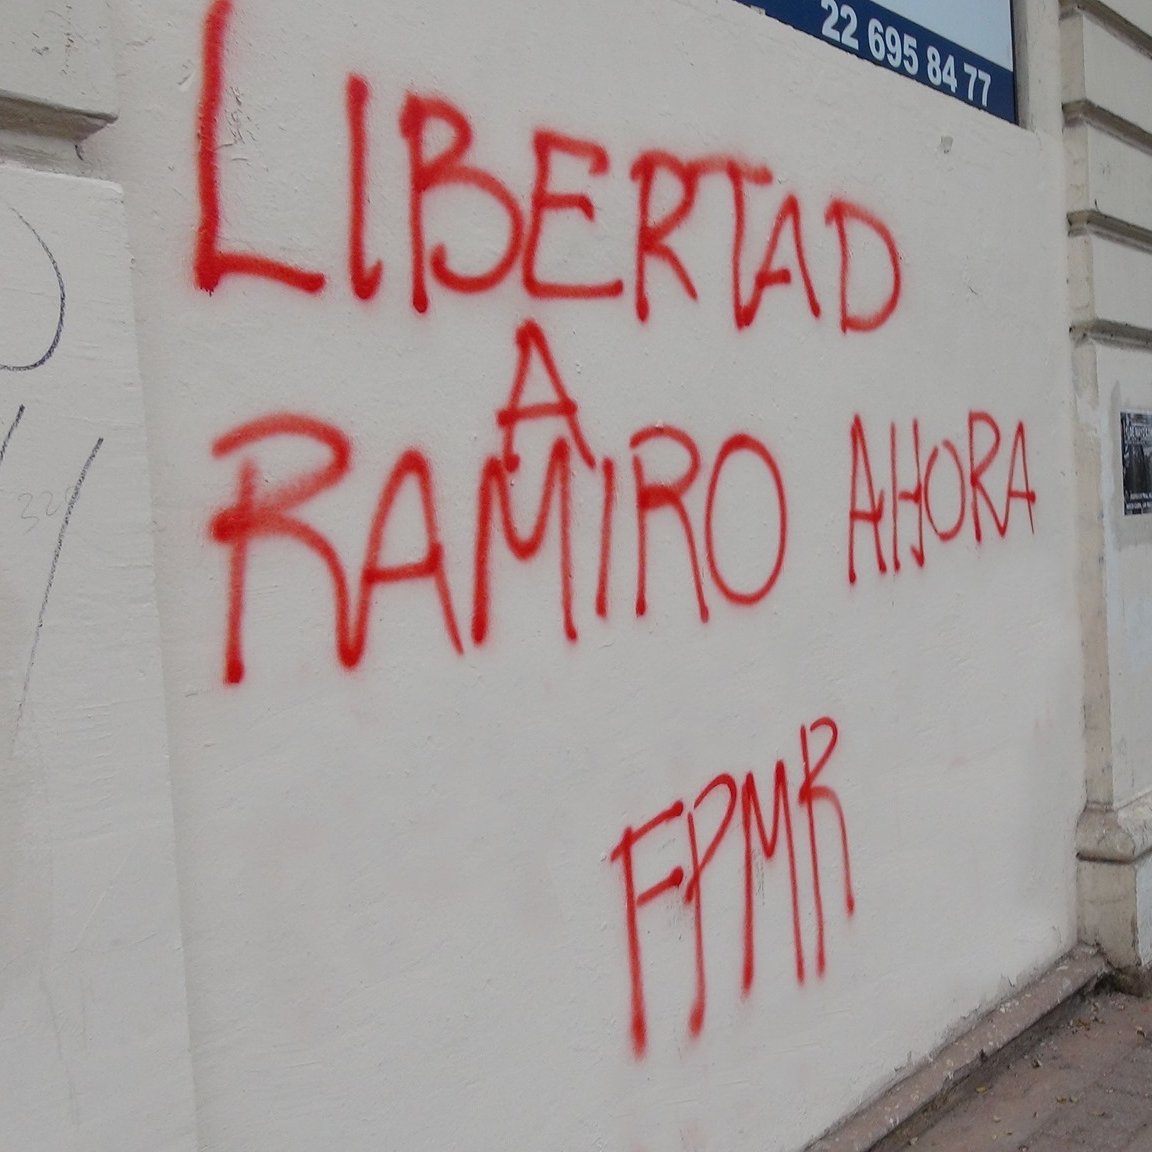 22 695 84 77
LIBERTAD
A
RAMIRO AHORA
FPMR